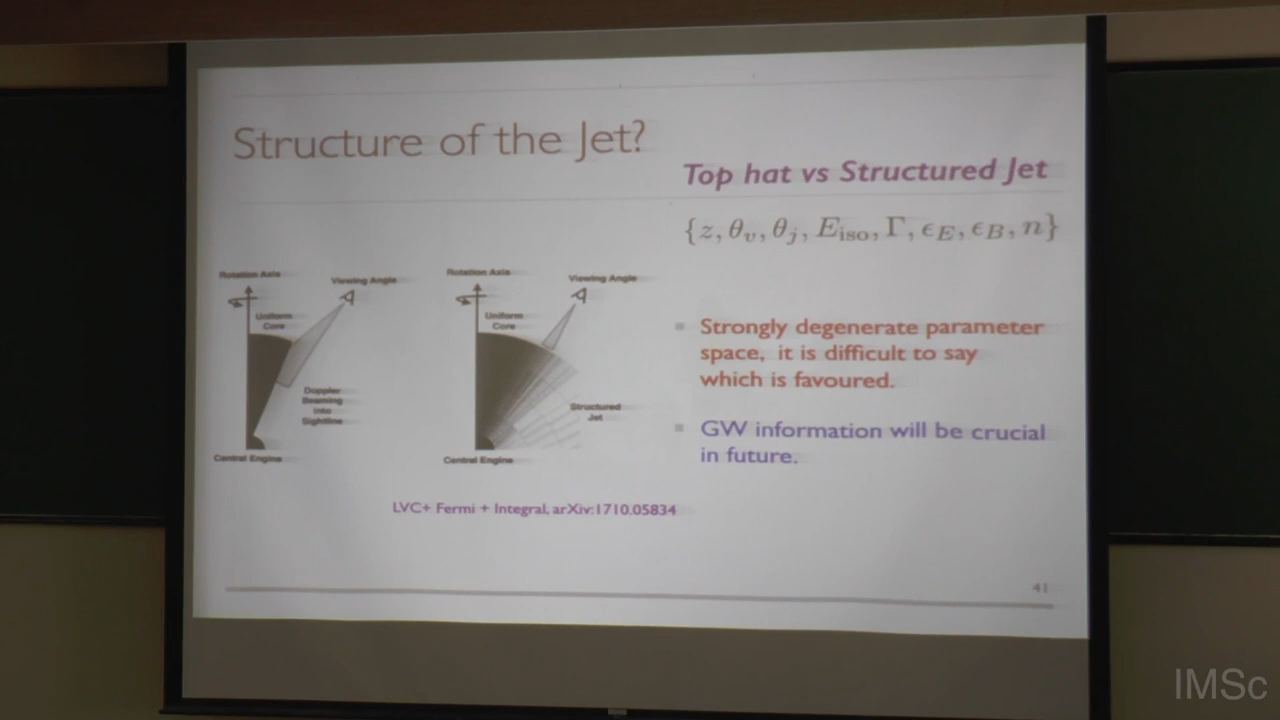 Structure of the Jet?
Top hat vs Structured Jet
{z, θ_v, θ_j, E_iso, Γ, ϵ_E, ϵ_B, n}
Rotation Axis
Viewing Angle
Uniform
Core
Doppler
Beaming
Into
Sightline
Central Engine
Rotation Axis
Viewing Angle
Uniform
Core
Structured
Jet
Central Engine
Strongly degenerate parameter
space, it is difficult to say
which is favoured.
GW information will be crucial
in future.
LVC+ Fermi + Integral, arXiv:1710.05834
41
IMSc